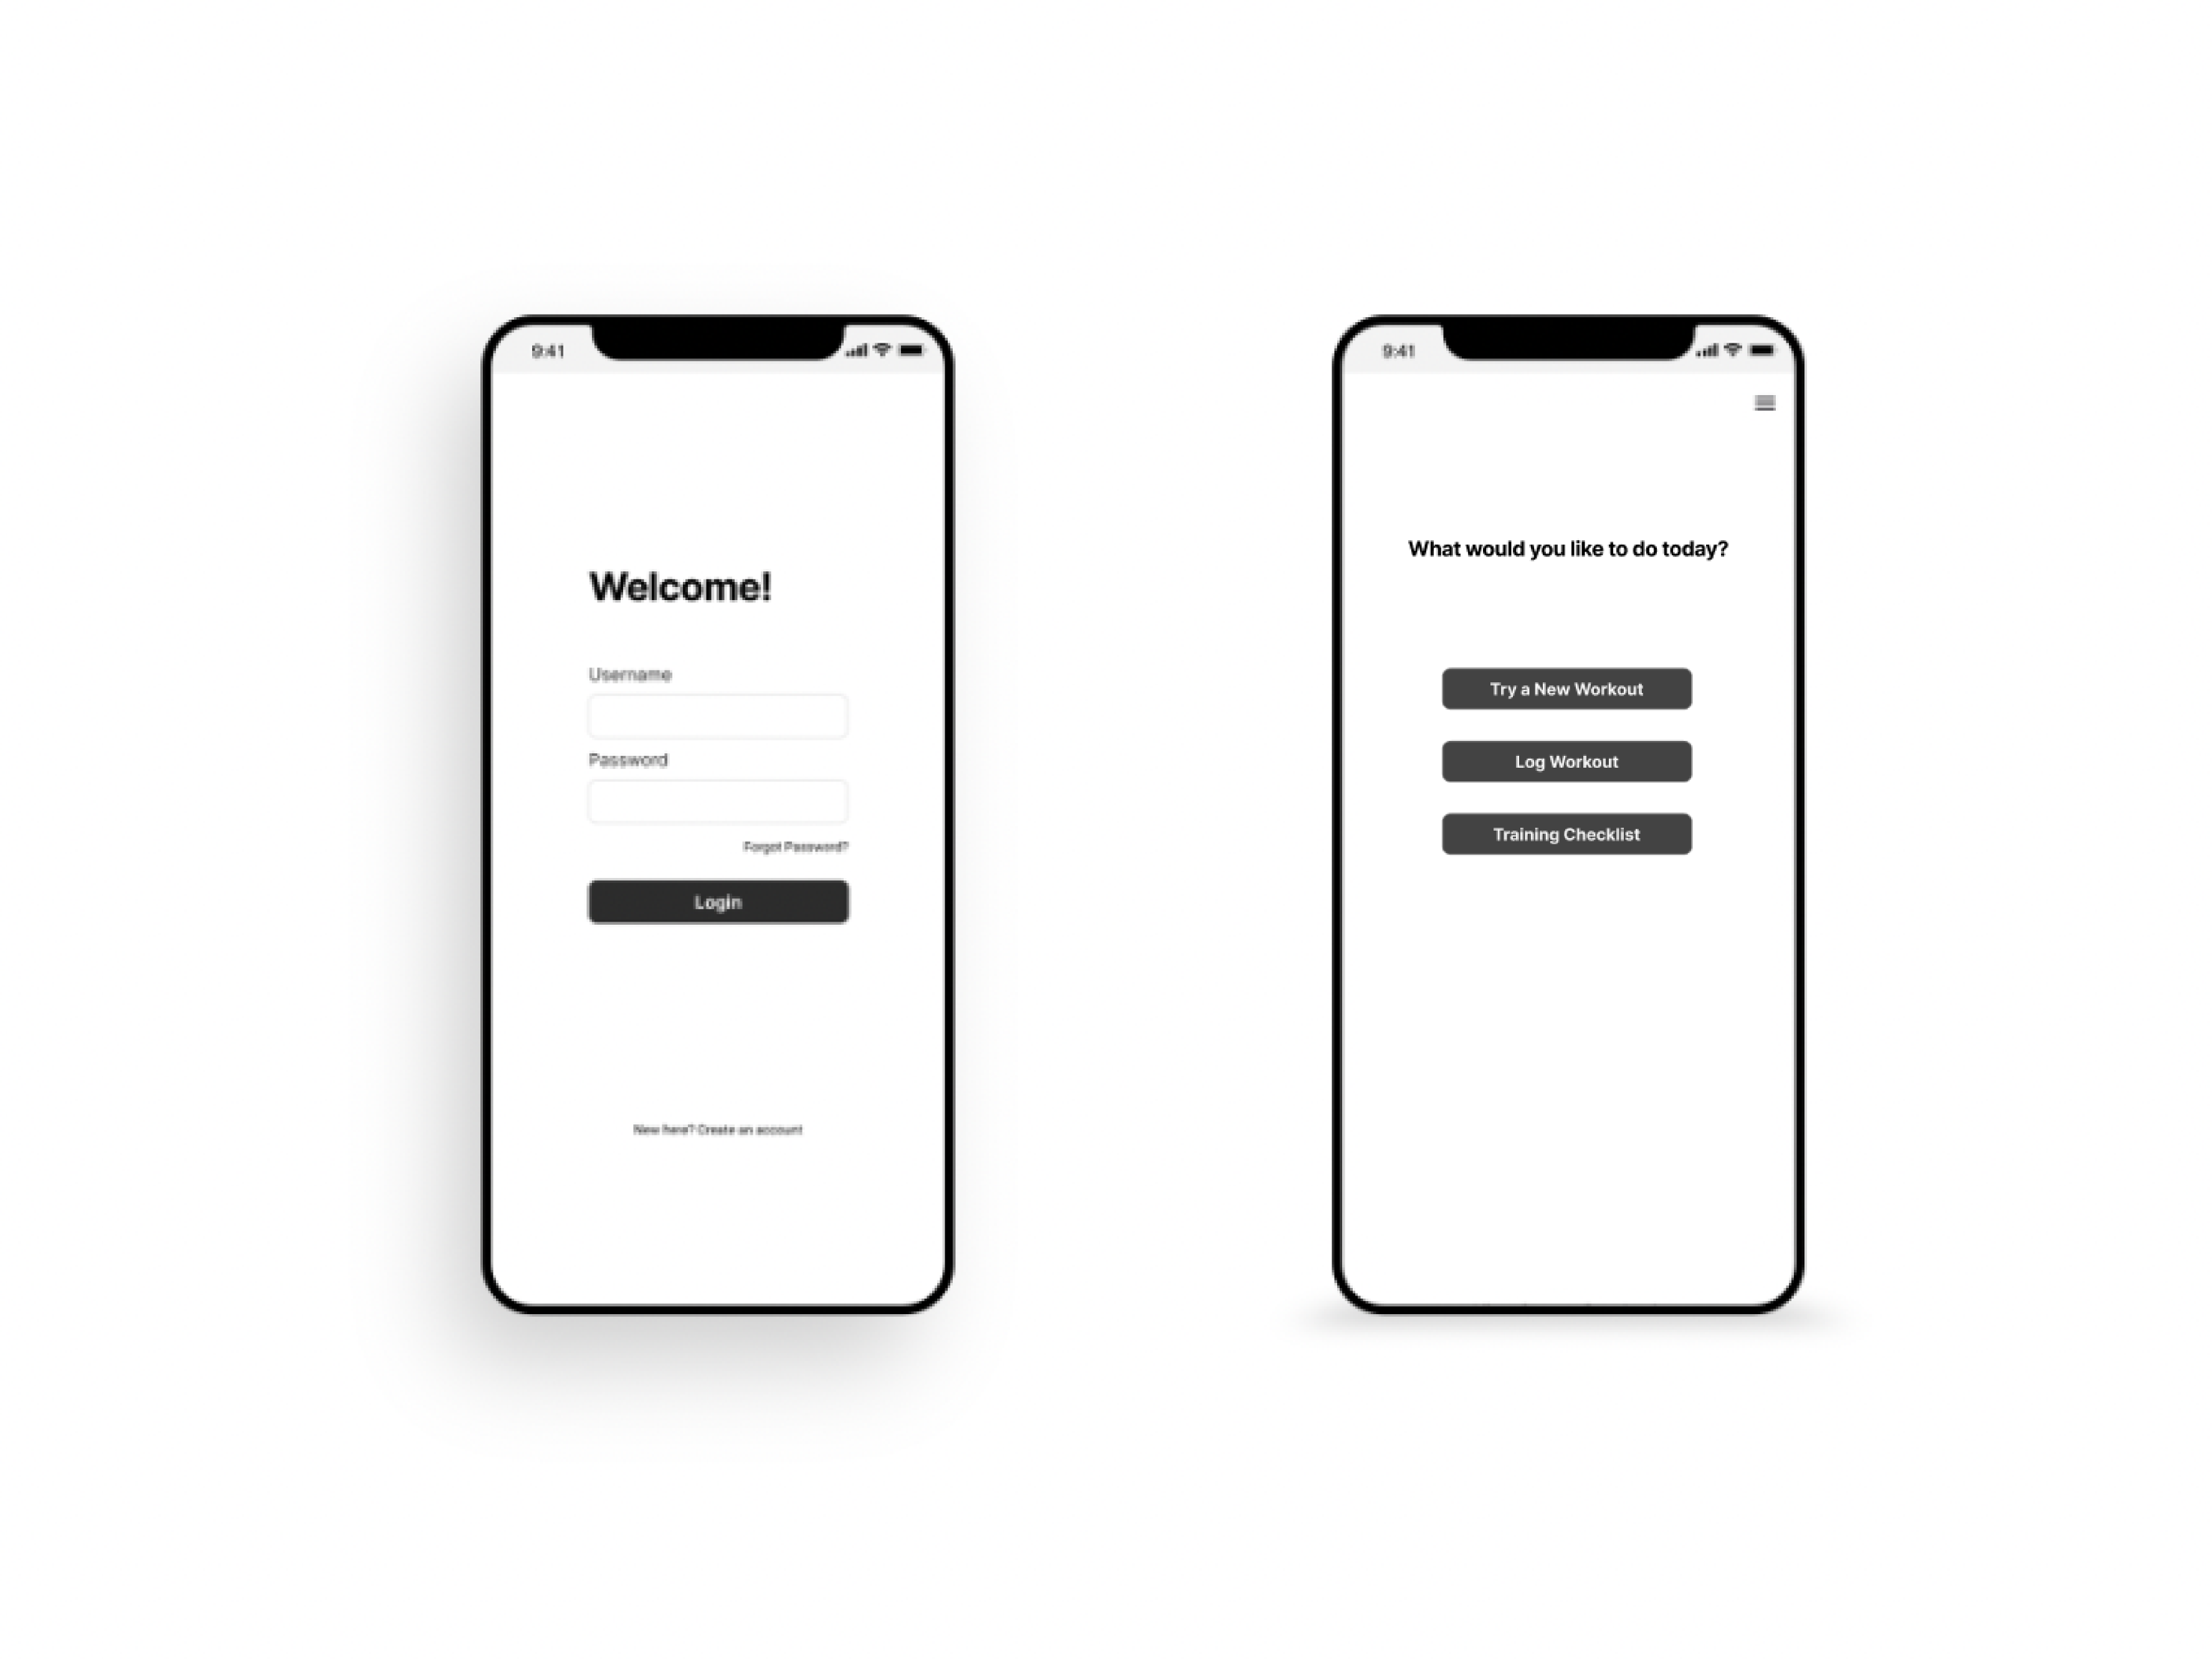 9:41
Welcome!
Username
Password
Forgot Password?
Login
New here? Create an account
9:41
What would you like to do today?
Try a New Workout
Log Workout
Training Checklist